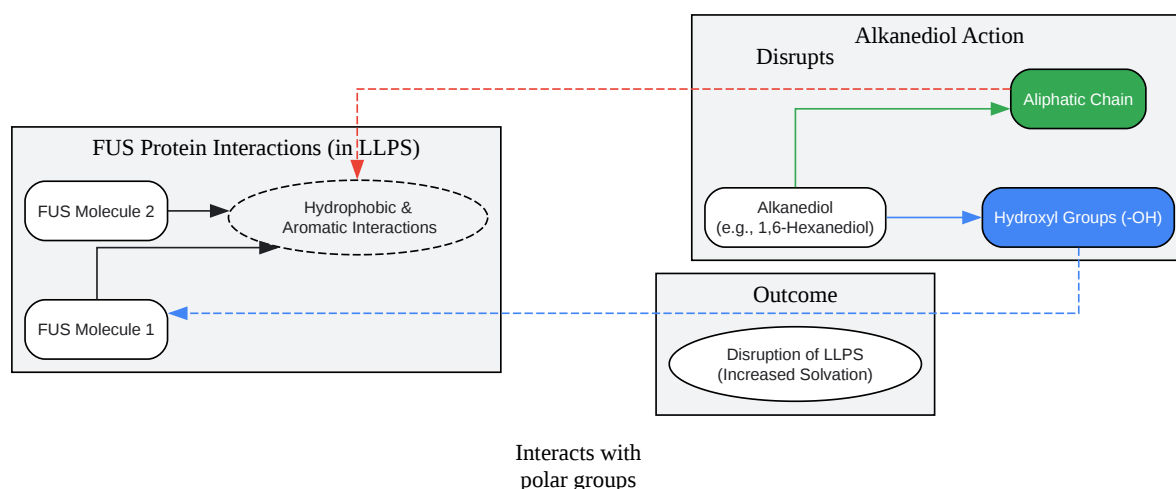 Alkanediol Action
Disrupts
Aliphatic Chain
FUS Protein Interactions (in LLPS)
FUS Molecule 2
Hydrophobic &
Aromatic Interactions
Alkanediol
(e.g., 1,6-Hexanediol)
Hydroxyl Groups (-OH)
FUS Molecule 1
Outcome
Disruption of LLPS
(Increased Solvation)
Interacts with
polar groups